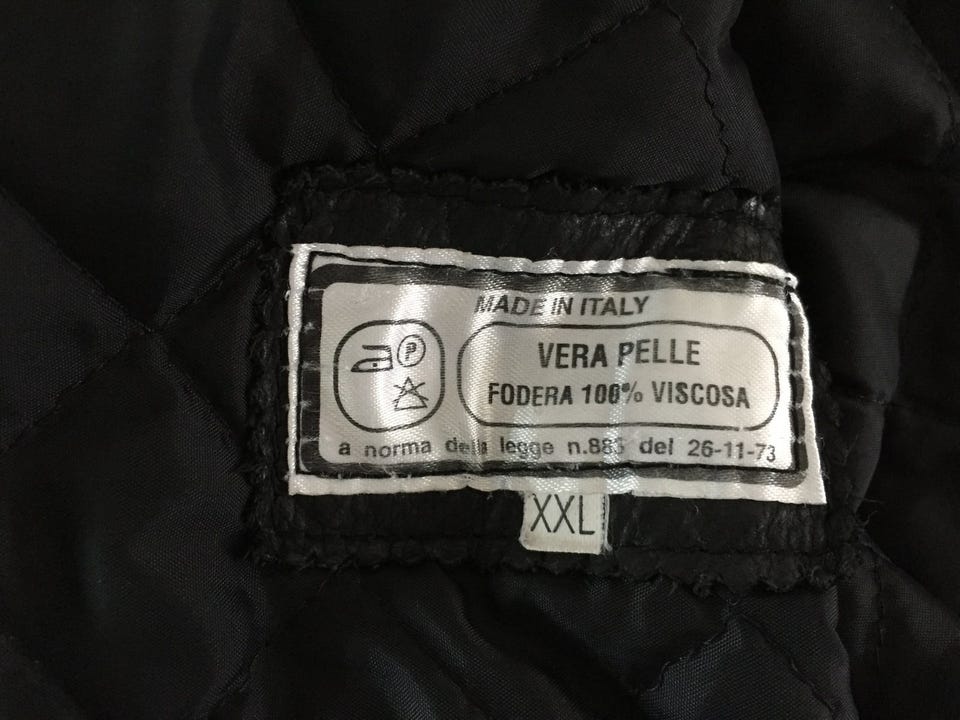 MADE IN ITALY
P
VERA PELLE
FODERA 100% VISCOSA
a norma della legge n.883 del 26-11-73
XXL